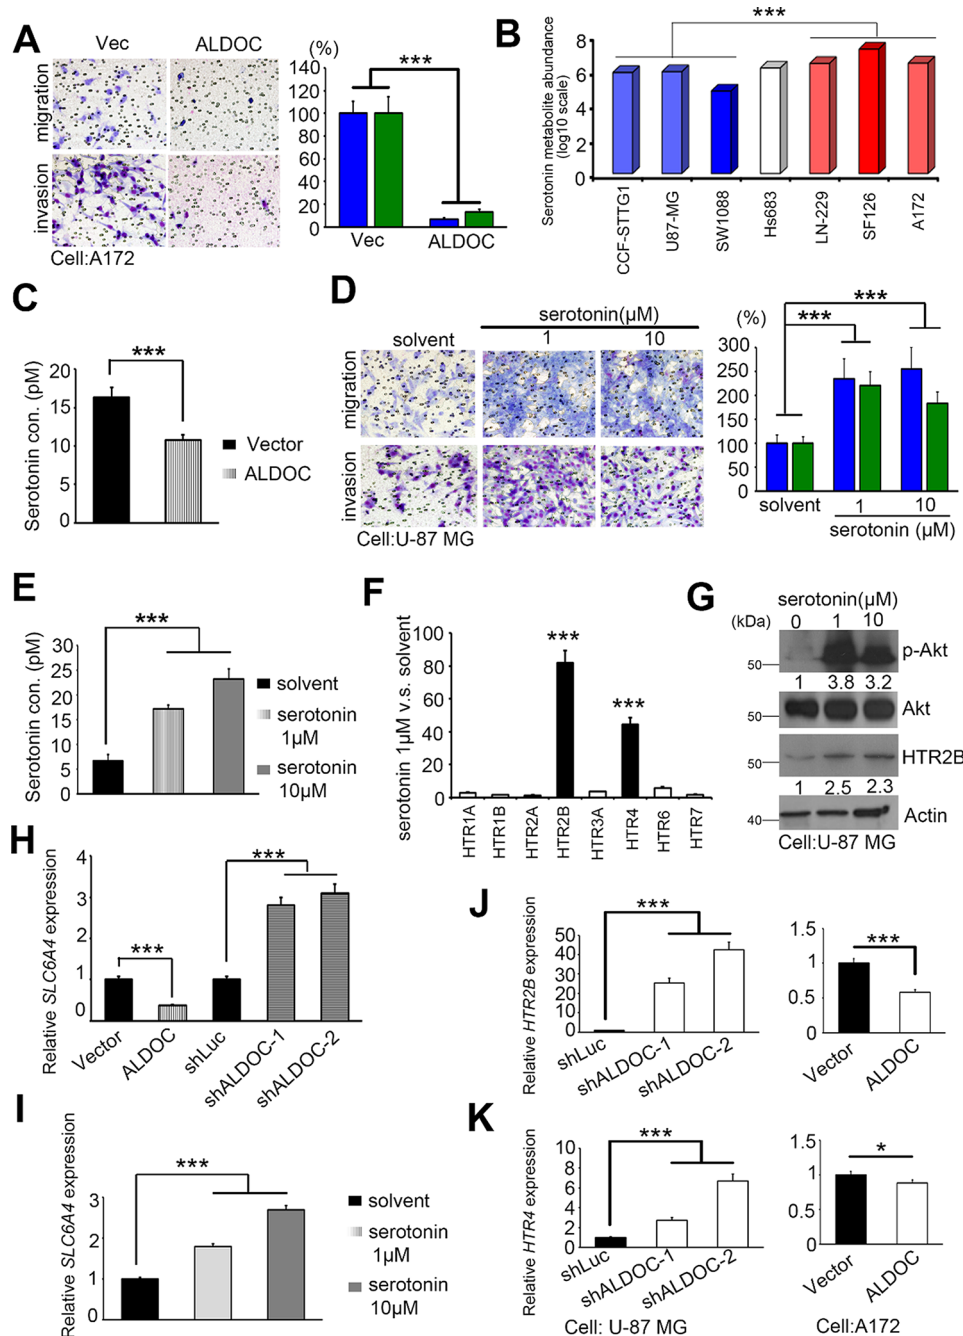 A
Vec
ALDOC
migration
invasion
Cell:A172
(%)
140
120
100
80
60
40
20
0
Vec
ALDOC
***
B
***
Serotonin metabolite abundance
(log10 scale)
8
6
4
2
0
CCF-STTG1
U87-MG
SW1088
Hs683
LN-229
SF126
A172
C
***
Serotonin con. (pM)
20
15
10
5
0
Vector
ALDOC
D
serotonin(µM)
solvent
1
10
migration
invasion
Cell:U-87 MG
(%)
***
***
300
250
200
150
100
50
0
solvent
1
10
serotonin (µM)
E
***
Serotonin con. (pM)
30
25
20
15
10
5
0
solvent
serotonin
1µM
serotonin
10µM
F
serotonin 1µM v.s. solvent
100
80
60
40
20
0
***
***
HTR1A
HTR1B
HTR2A
HTR2B
HTR3A
HTR4
HTR6
HTR7
G
serotonin(µM)
(kDa)
0
1
10
50
p-Akt
1
3.8
3.2
50
Akt
50
HTR2B
1
2.5
2.3
40
Actin
Cell:U-87 MG
H
Relative SLC6A4 expression
4
3
2
1
0
***
***
Vector
ALDOC
shLuc
shALDOC-1
shALDOC-2
I
Relative SLC6A4 expression
3
2
1
0
***
solvent
serotonin
1µM
serotonin
10µM
J
Relative HTR2B expression
50
40
30
20
10
0
***
shLuc
shALDOC-1
shALDOC-2
1.5
1
0.5
0
***
Vector
ALDOC
K
Relative HTR4 expression
10
8
6
4
2
0
***
shLuc
shALDOC-1
shALDOC-2
Cell: U-87 MG
1.5
1
0.5
0
*
Vector
ALDOC
Cell:A172